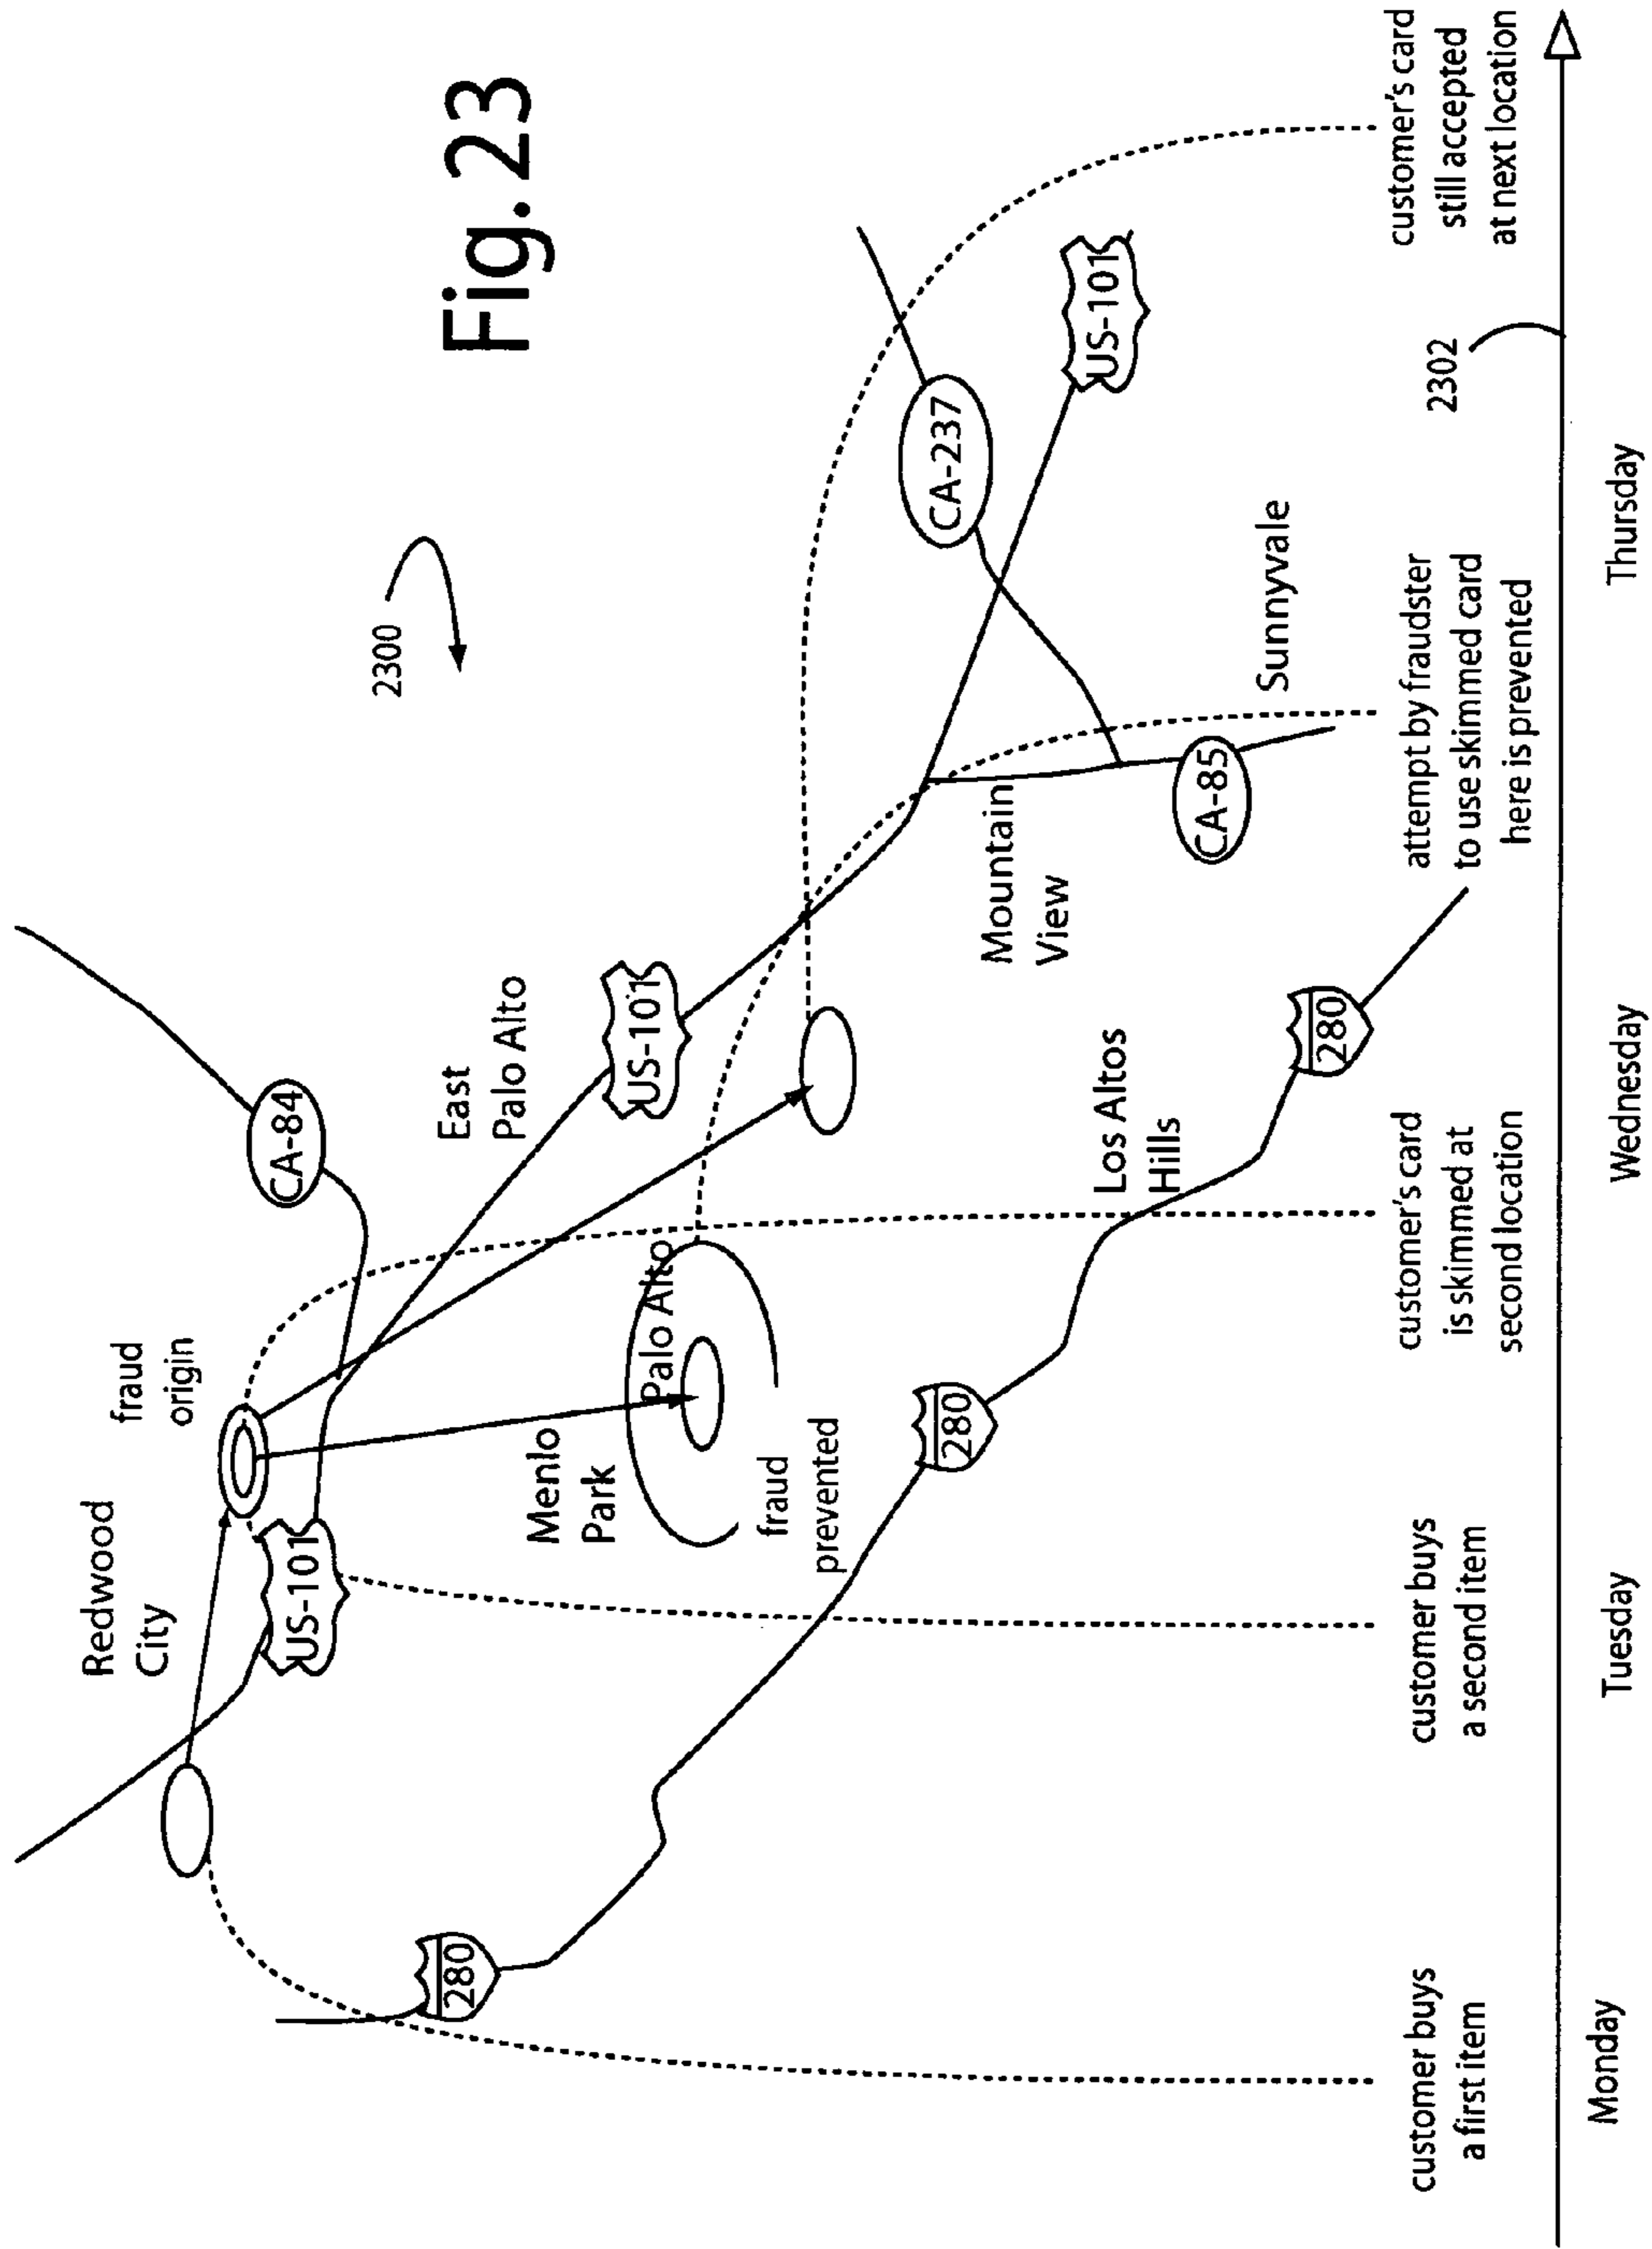 Fig. 23
2300
Redwood
City
fraud
origin
CA-84
US-101
East
Palo Alto
US-101
Menlo
Park
Palo Alto
fraud
prevented
280
280
280
Los Altos
Hills
Mountain
View
CA-237
US-101
CA-85
Sunnyvale
2302
customer buys
a first item
customer buys
a second item
customer's card
is skimmed at
second location
attempt by fraudster
to use skimmed card
here is prevented
customer's card
still accepted
at next location
Monday
Tuesday
Wednesday
Thursday